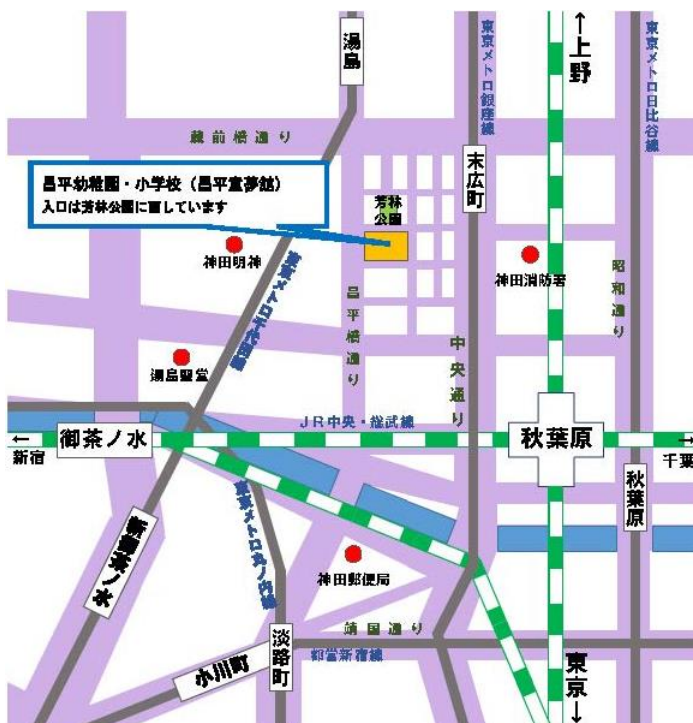 ↑上野
湯島
東京メトロ銀座線
東京メトロ日比谷線
蔵前橋通り
末広町
昌平幼稚園・小学校(昌平童夢館)
入口は芳林公園に面しています
芳林
公園
神田明神
神田消防署
東京メトロ千代田線
昌平橋通り
昭和通り
中央通り
湯島聖堂
JR中央・総武線
←
新宿
御茶ノ水
秋葉原
→
千葉
秋葉原
新御茶ノ水
東京メトロ丸ノ内線
神田郵便局
淡路町
靖国通り
都営新宿線
小川町
東京↓